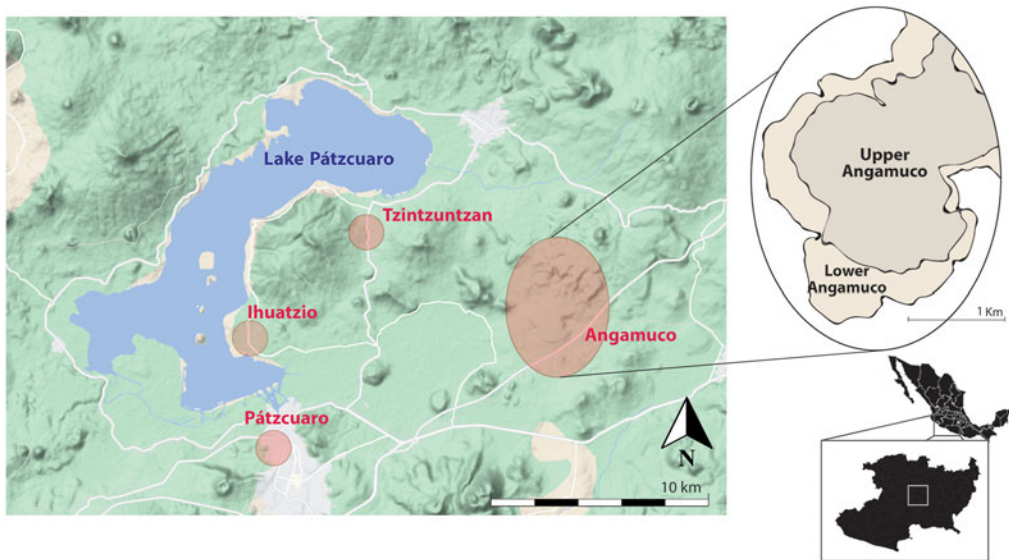 Lake Pátzcuaro
Tzintzuntzan
Ihuatzio
Angamuco
Pátzcuaro
N
10 km
Upper
Angamuco
Lower
Angamuco
1 Km